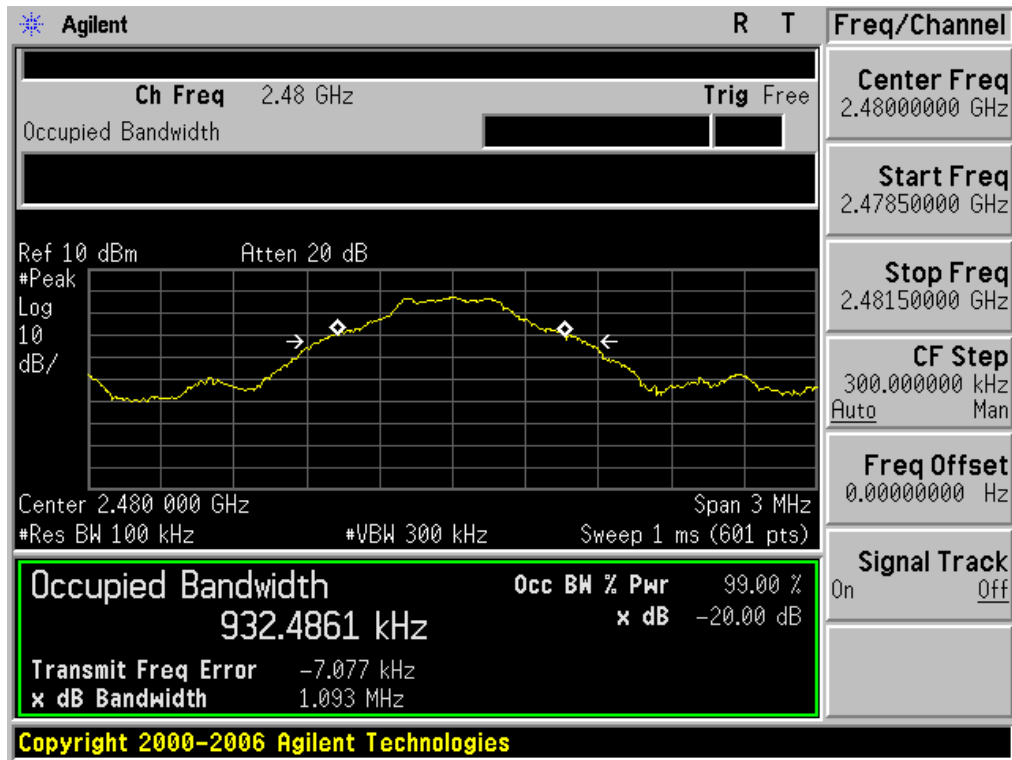 Agilent R T Freq/Channel
Ch Freq 2.48 GHz Trig Free
Occupied Bandwidth
Center Freq
2.48000000 GHz
Start Freq
2.47850000 GHz
Stop Freq
2.48150000 GHz
CF Step
300.000000 kHz
Auto Man
Freq Offset
0.00000000 Hz
Signal Track
On Off
Ref 10 dBm Atten 20 dB
#Peak
Log
10
dB/
Center 2.480 000 GHz Span 3 MHz
#Res BW 100 kHz #VBW 300 kHz Sweep 1 ms (601 pts)
Occupied Bandwidth Occ BW % Pwr 99.00 %
932.4861 kHz x dB -20.00 dB
Transmit Freq Error -7.077 kHz
x dB Bandwidth 1.093 MHz
Copyright 2000-2006 Agilent Technologies